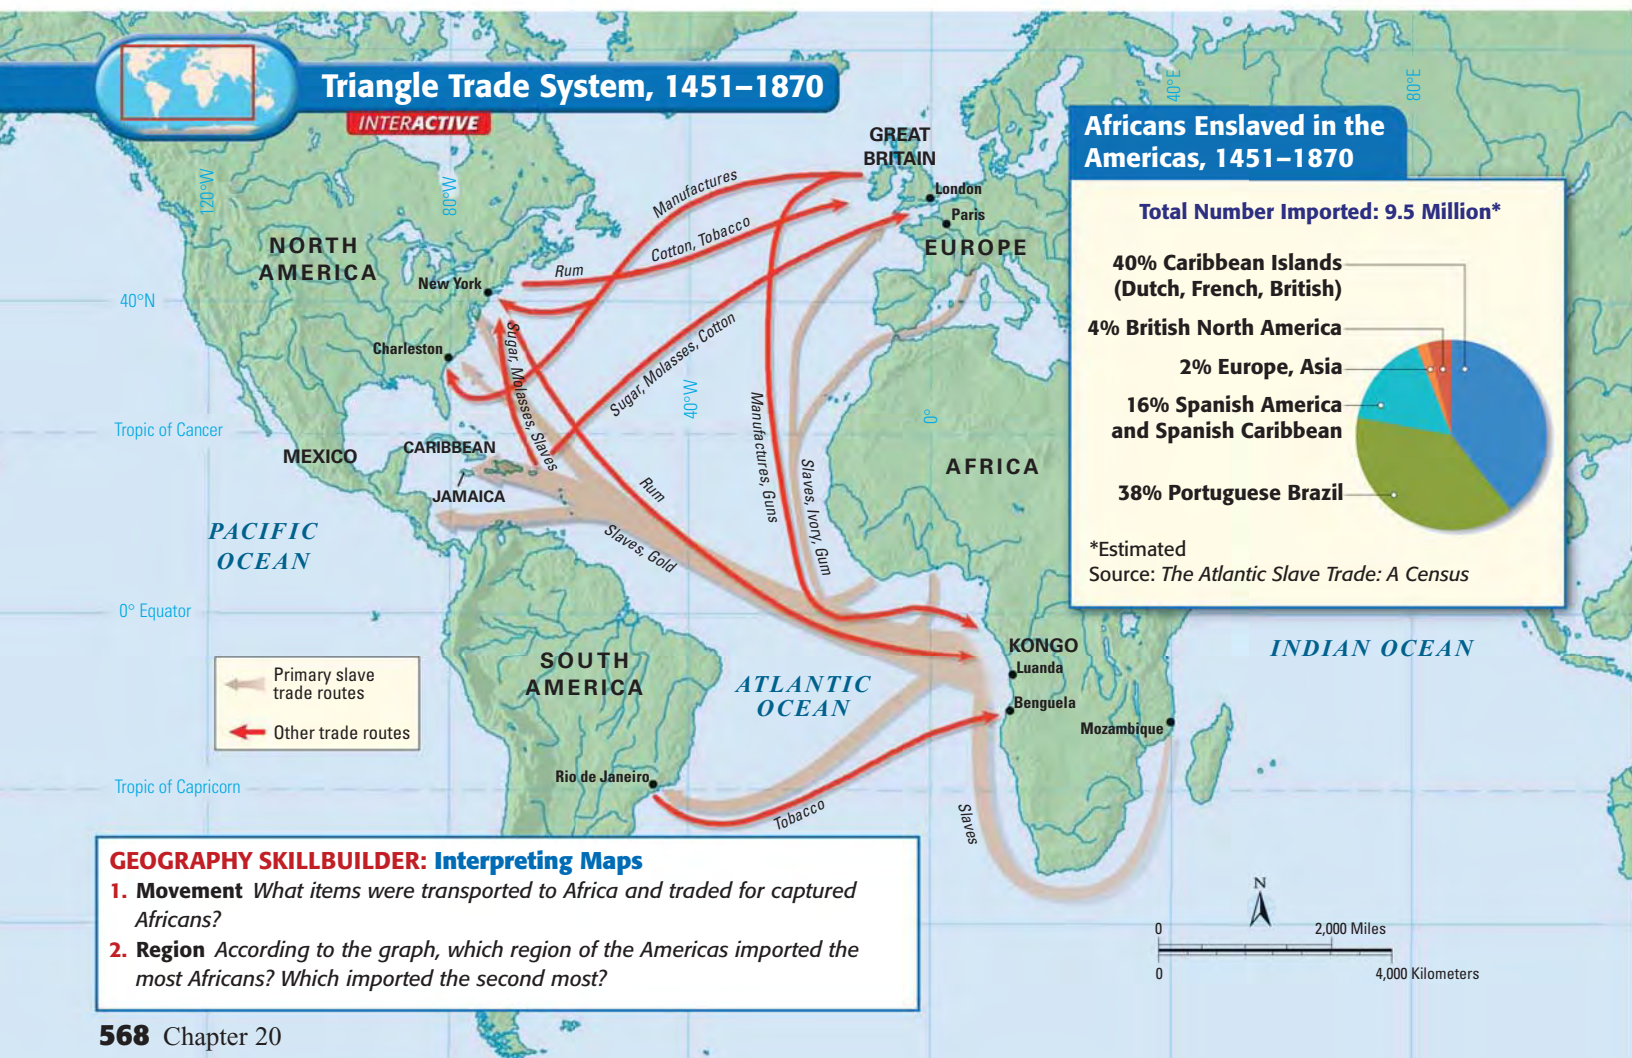 Triangle Trade System, 1451–1870
INTERACTIVE
120°W
80°W
40°W
0°
40°E
80°E
40°N
Tropic of Cancer
0° Equator
Tropic of Capricorn
NORTH
AMERICA
New York
Charleston
MEXICO
CARIBBEAN
JAMAICA
PACIFIC
OCEAN
SOUTH
AMERICA
Rio de Janeiro
ATLANTIC
OCEAN
GREAT
BRITAIN
London
Paris
EUROPE
AFRICA
KONGO
Luanda
Benguela
Mozambique
INDIAN OCEAN
Manufactures
Cotton, Tobacco
Rum
Sugar, Molasses, Cotton
Sugar, Molasses, Slaves
Rum
Slaves, Gold
Manufactures, Guns
Slaves, Ivory, Gum
Tobacco
Slaves
Primary slave
trade routes
Other trade routes
Africans Enslaved in the
Americas, 1451–1870
Total Number Imported: 9.5 Million*
40% Caribbean Islands
(Dutch, French, British)
4% British North America
2% Europe, Asia
16% Spanish America
and Spanish Caribbean
38% Portuguese Brazil
*Estimated
Source: The Atlantic Slave Trade: A Census
GEOGRAPHY SKILLBUILDER: Interpreting Maps
1. Movement What items were transported to Africa and traded for captured
Africans?
2. Region According to the graph, which region of the Americas imported the
most Africans? Which imported the second most?
N
0 2,000 Miles
0 4,000 Kilometers
568 Chapter 20